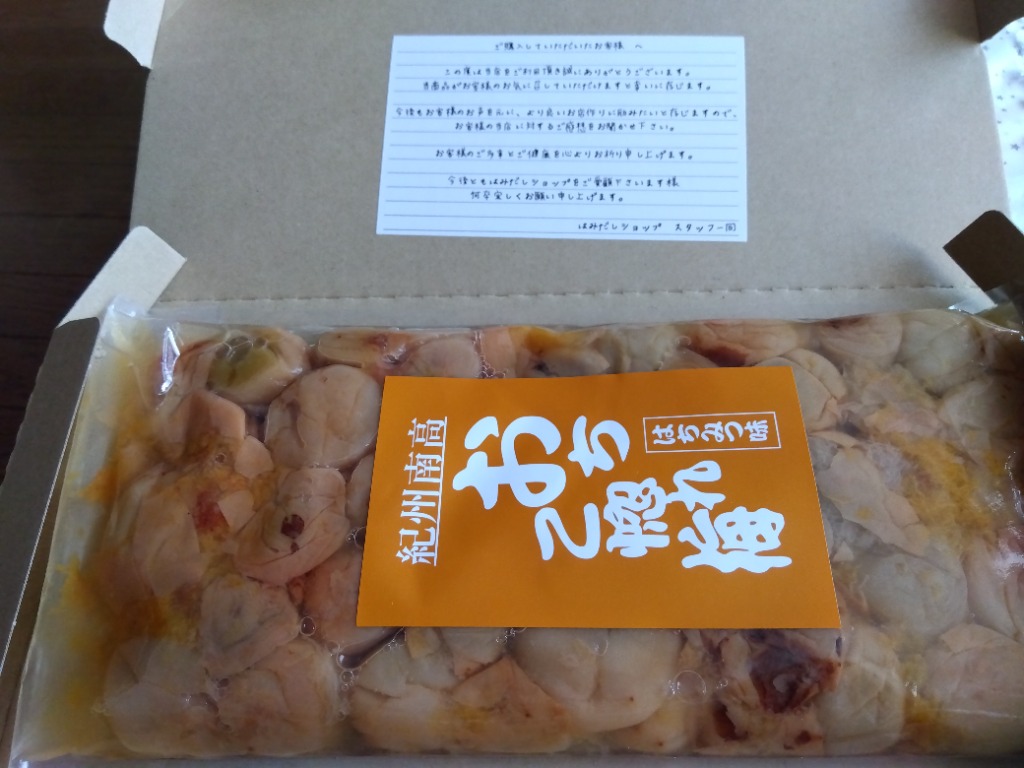 ご購入していただいたお客様 へ
この度は当店をご利用頂き誠にありがとうございます。
当商品がお客様のお気に召していただけますと幸いに存じます。
今後もお客様のお声を元に、より良いお店作りに励みたいと存じますので、
お客様の当店に対するご感想をお聞かせ下さい。
お客様のご多幸とご健康を心よりお祈り申し上げます。
今後ともはみだしショップをご愛顧下さいます様
何卒宜しくお願い申し上げます。
はみだしショップ スタッフ一同
紀州南高
おち
こ惚れ
梅
はちみつ味